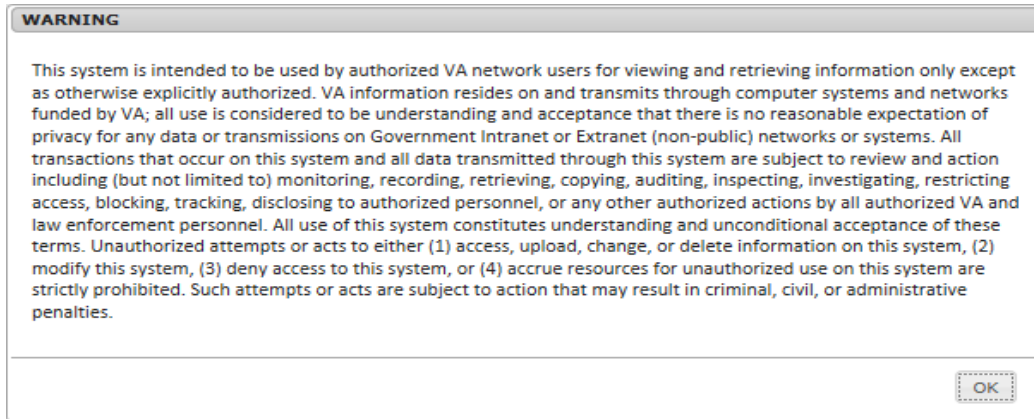 WARNING
This system is intended to be used by authorized VA network users for viewing and retrieving information only except
as otherwise explicitly authorized. VA information resides on and transmits through computer systems and networks
funded by VA; all use is considered to be understanding and acceptance that there is no reasonable expectation of
privacy for any data or transmissions on Government Intranet or Extranet (non-public) networks or systems. All
transactions that occur on this system and all data transmitted through this system are subject to review and action
including (but not limited to) monitoring, recording, retrieving, copying, auditing, inspecting, investigating, restricting
access, blocking, tracking, disclosing to authorized personnel, or any other authorized actions by all authorized VA and
law enforcement personnel. All use of this system constitutes understanding and unconditional acceptance of these
terms. Unauthorized attempts or acts to either (1) access, upload, change, or delete information on this system, (2)
modify this system, (3) deny access to this system, or (4) accrue resources for unauthorized use on this system are
strictly prohibited. Such attempts or acts are subject to action that may result in criminal, civil, or administrative
penalties.
OK